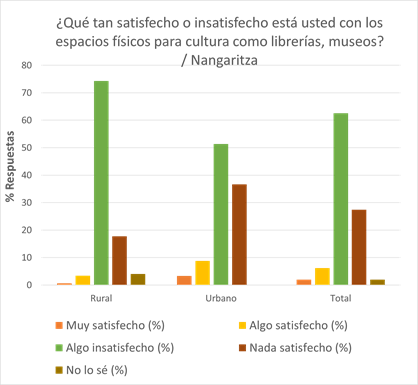 ¿Qué tan satisfecho o insatisfecho está usted con los
espacios físicos para cultura como librerías, museos?
/ Nangaritza
% Respuestas
80
70
60
50
40
30
20
10
0
Rural Urbano Total
Muy satisfecho (%) Algo satisfecho (%)
Algo insatisfecho (%) Nada satisfecho (%)
No lo sé (%)